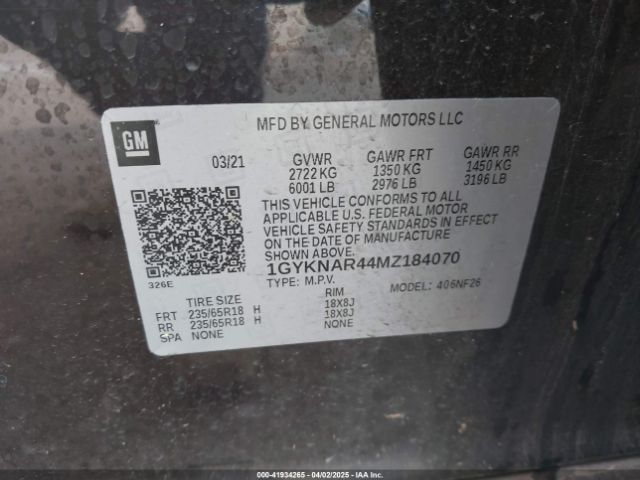 GM
MFD BY GENERAL MOTORS LLC
03/21 GVWR GAWR FRT GAWR RR
2722 KG 1350 KG 1450 KG
6001 LB 2976 LB 3196 LB
THIS VEHICLE CONFORMS TO ALL
APPLICABLE U.S. FEDERAL MOTOR
VEHICLE SAFETY STANDARDS IN EFFECT
ON THE DATE OF MANUFACTURE.
1GYKNAR44MZ184070
326E
TYPE: M.P.V. MODEL: 406NF26
TIRE SIZE RIM
FRT 235/65R18 H 18X8J
RR 235/65R18 H 18X8J
SPA NONE NONE
000-41934265 04/02/2025 IAA Inc.